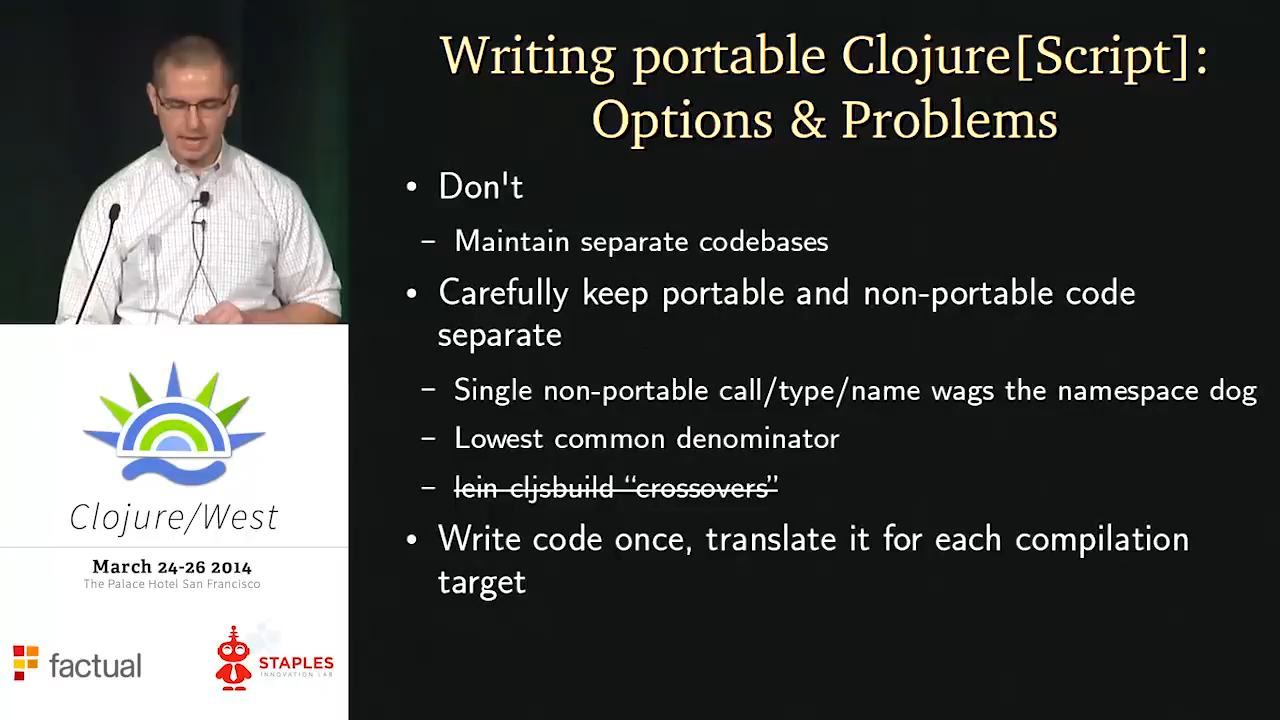 Writing portable Clojure[Script]:
Options & Problems
• Don't
– Maintain separate codebases
• Carefully keep portable and non-portable code
separate
– Single non-portable call/type/name wags the namespace dog
– Lowest common denominator
– lein cljsbuild “crossovers”
• Write code once, translate it for each compilation
target
Clojure/West
March 24-26 2014
The Palace Hotel San Francisco
factual
STAPLES
INNOVATION LAB